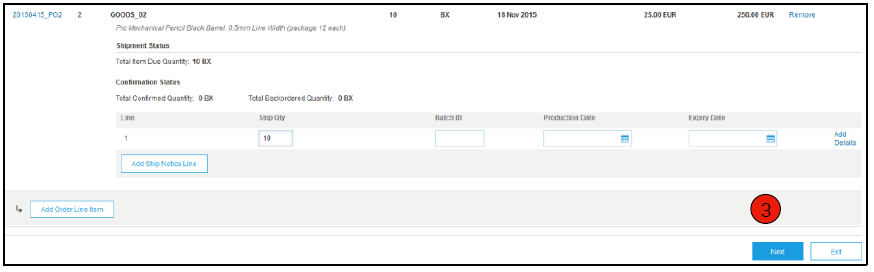 20150415_PO2 2 GOODS_02 10 BX 18 Nov 2015 25.00 EUR 250.00 EUR Remove
Pro Mechanical Pencil Black Barrel, 0.5mm Line Width (package 12 each)
Shipment Status
Total Item Due Quantity: 10 BX
Confirmation Status
Total Confirmed Quantity: 0 BX Total Backordered Quantity: 0 BX
Line Ship Qty Batch ID Production Date Expiry Date
1 10 Add Details
Add Ship Notice Line
Add Order Line Item
3
Next Exit